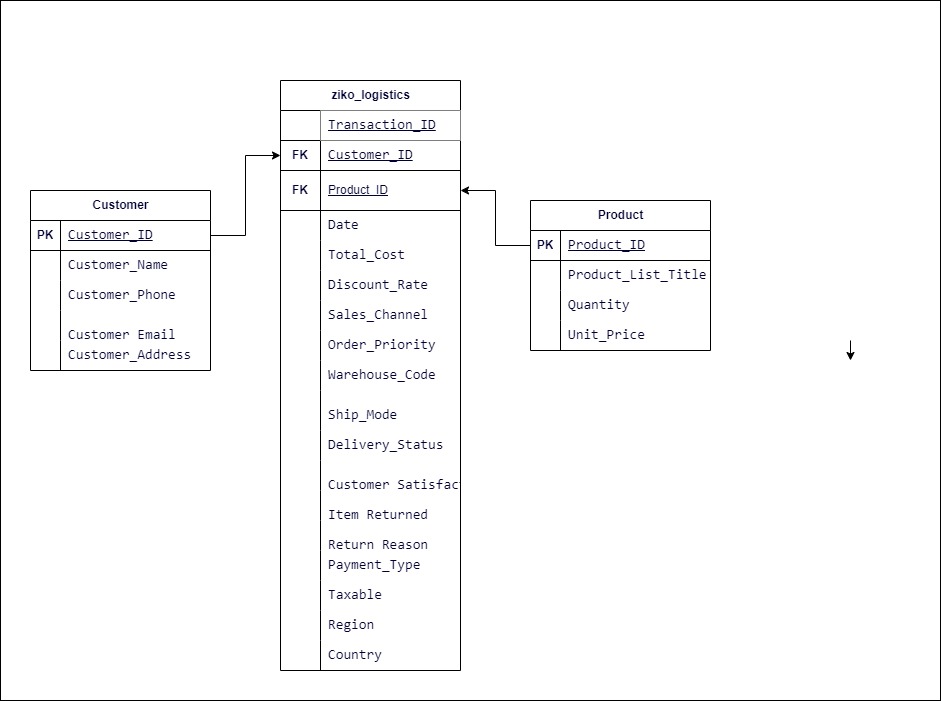 ziko_logistics
Transaction_ID
FK Customer_ID
FK Product_ID
Date
Total_Cost
Discount_Rate
Sales_Channel
Order_Priority
Warehouse_Code
Ship_Mode
Delivery_Status
Customer Satisfac
Item Returned
Return Reason
Payment_Type
Taxable
Region
Country
Customer
PK Customer_ID
Customer_Name
Customer_Phone
Customer Email
Customer_Address
Product
PK Product_ID
Product_List_Title
Quantity
Unit_Price